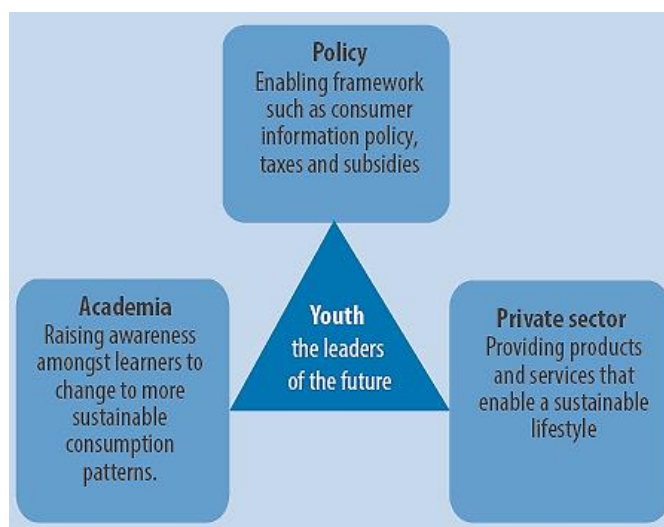 Policy
Enabling framework
such as consumer
information policy,
taxes and subsidies
Academia
Raising awareness
amongst learners to
change to more
sustainable
consumption
patterns.
Youth
the leaders
of the future
Private sector
Providing products
and services that
enable a sustainable
lifestyle